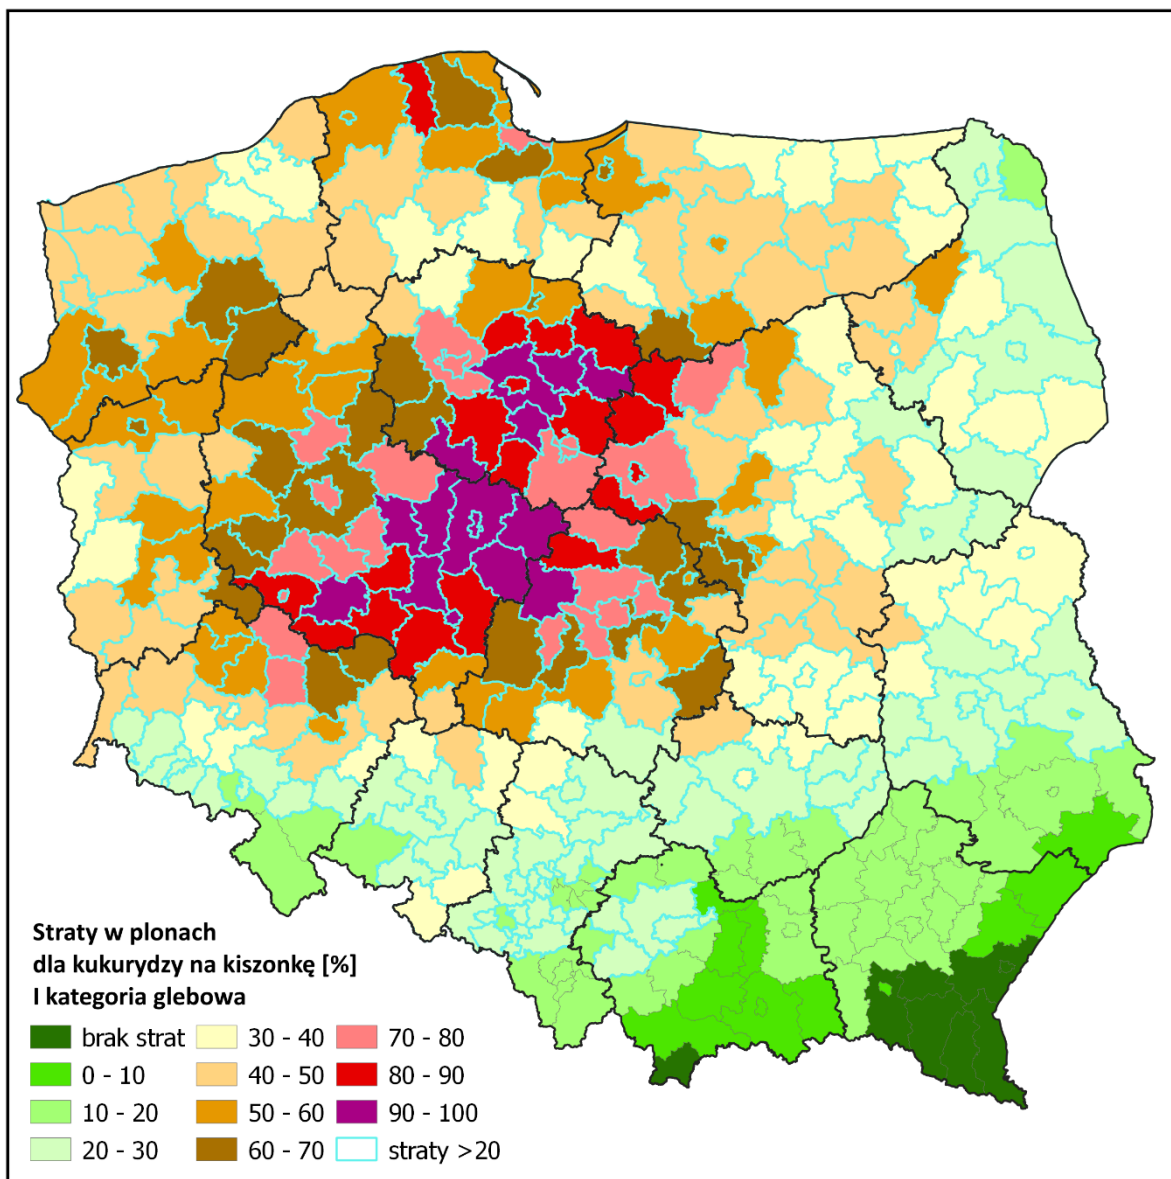 Straty w plonach
dla kukurydzy na kiszonkę [%]
I kategoria glebowa
brak strat
0 - 10
10 - 20
20 - 30
30 - 40
40 - 50
50 - 60
60 - 70
70 - 80
80 - 90
90 - 100
straty >20